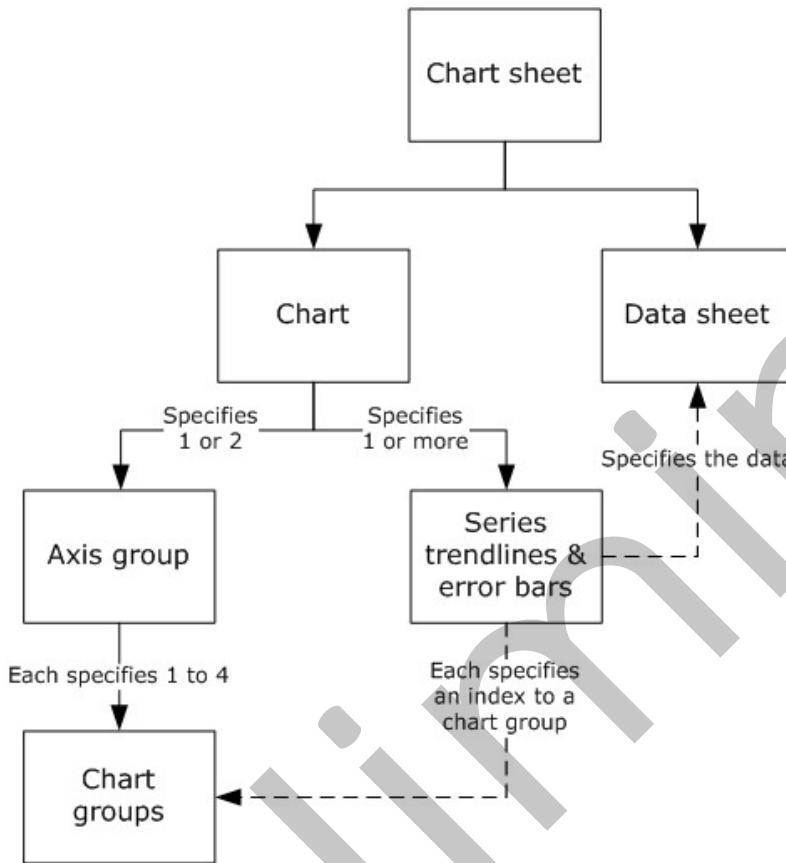 Chart sheet
Chart
Data sheet
Specifies
1 or 2
Specifies
1 or more
Specifies the data
Axis group
Series
trendlines &
error bars
Each specifies 1 to 4
Each specifies
an index to a
chart group
Chart
groups